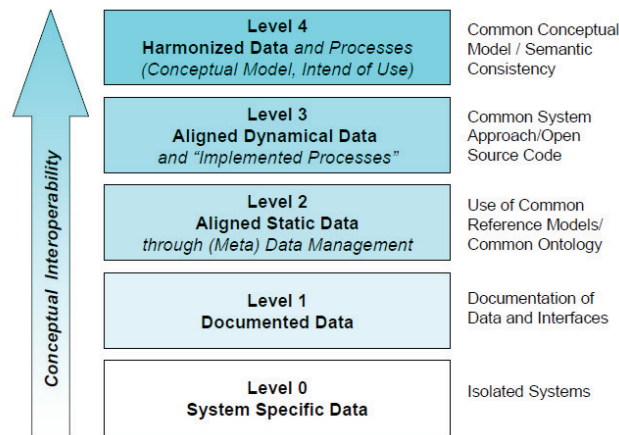 Level 4
Harmonized Data and Processes
(Conceptual Model, Intend of Use)
Common Conceptual
Model / Semantic
Consistency
Level 3
Aligned Dynamical Data
and “Implemented Processes”
Common System
Approach/Open
Source Code
Level 2
Aligned Static Data
through (Meta) Data Management
Use of Common
Reference Models/
Common Ontology
Level 1
Documented Data
Documentation of
Data and Interfaces
Level 0
System Specific Data
Isolated Systems
Conceptual Interoperability